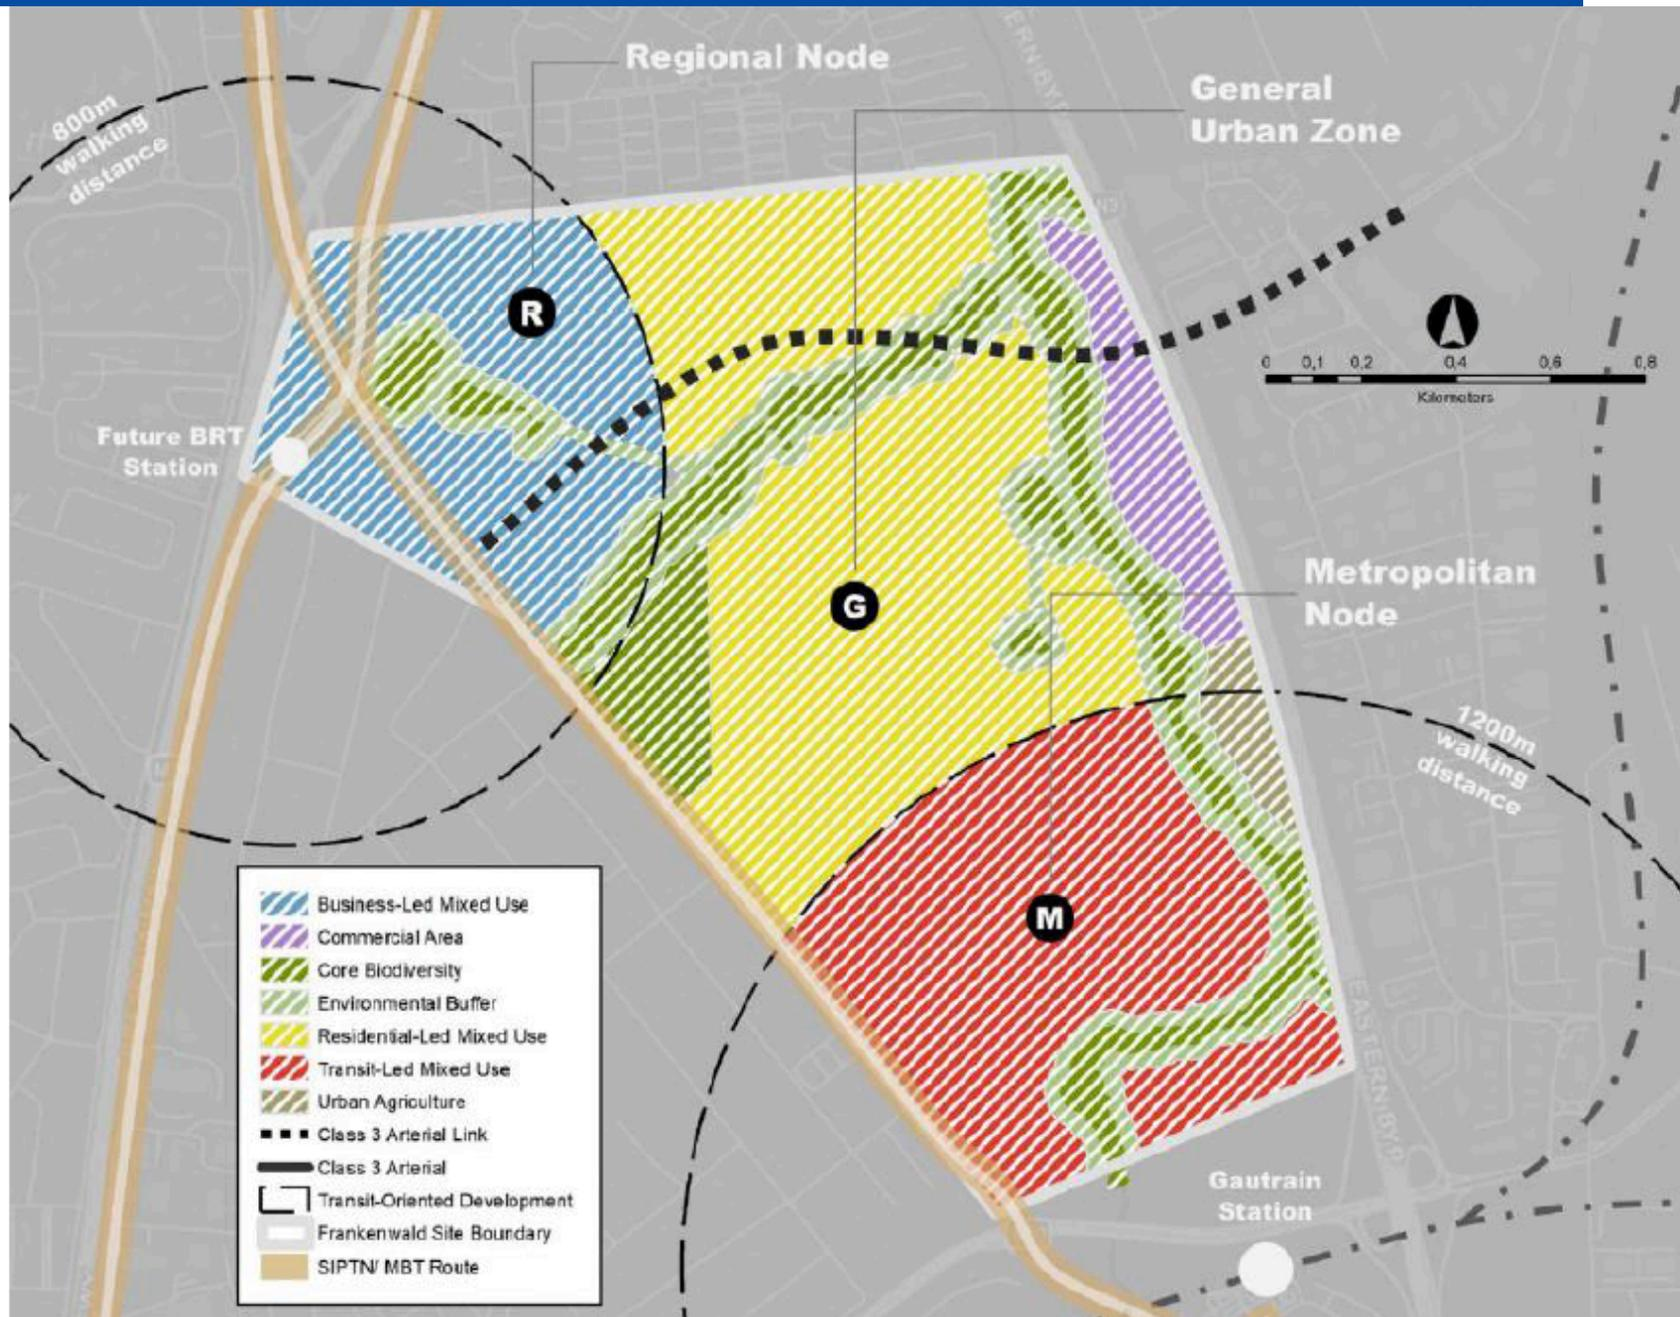 Regional Node
General
Urban Zone
800m
walking
distance
N3
R
0 0,1 0,2 0,4 0,6 0,8
Kilometers
Future BRT
Station
Metropolitan
Node
G
1200m
walking
distance
M
Business-Led Mixed Use
Commercial Area
Core Biodiversity
Environmental Buffer
Residential-Led Mixed Use
Transit-Led Mixed Use
Urban Agriculture
Class 3 Arterial Link
Class 3 Arterial
Transit-Oriented Development
Frankenwald Site Boundary
SIPTN/ MBT Route
EASTERN BYP
Gautrain
Station